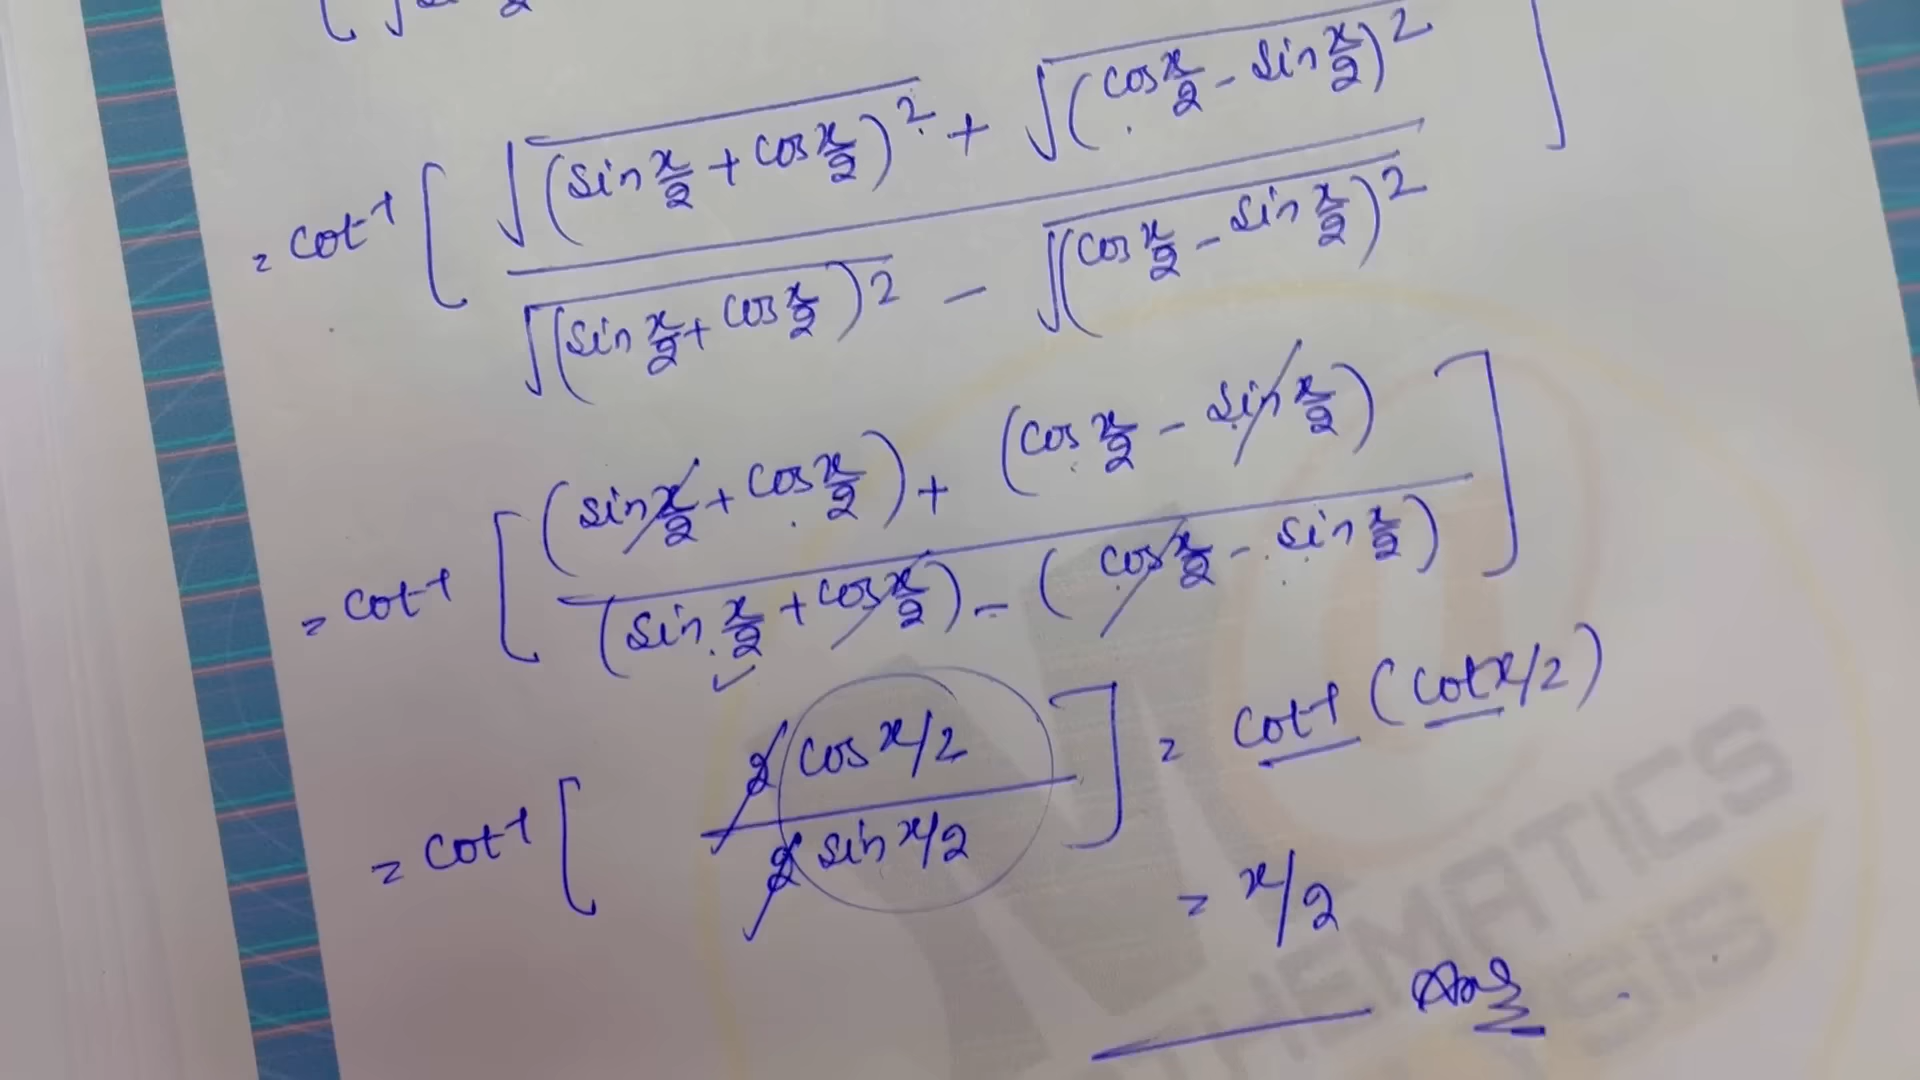 = cot⁻¹ [ (√(sin x/2 + cos x/2)² + √(cos x/2 - sin x/2)²) / (√(sin x/2 + cos x/2)² - √(cos x/2 - sin x/2)²) ]
= cot⁻¹ [ ((sin x/2 + cos x/2) + (cos x/2 - sin x/2)) / ((sin x/2 + cos x/2) - (cos x/2 - sin x/2)) ]
= cot⁻¹ [ 2 cos x/2 / 2 sin x/2 ] = cot⁻¹ (cot x/2)
= x/2
Ans